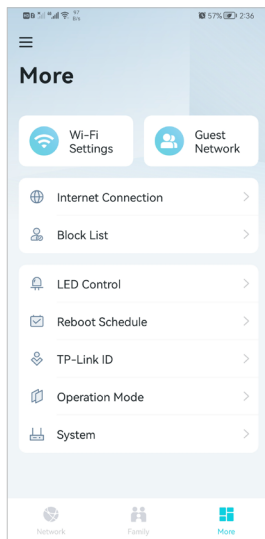 57% 2:36
More
Wi-Fi
Settings
Guest
Network
Internet Connection
Block List
LED Control
Reboot Schedule
TP-Link ID
Operation Mode
System
Network
Family
More